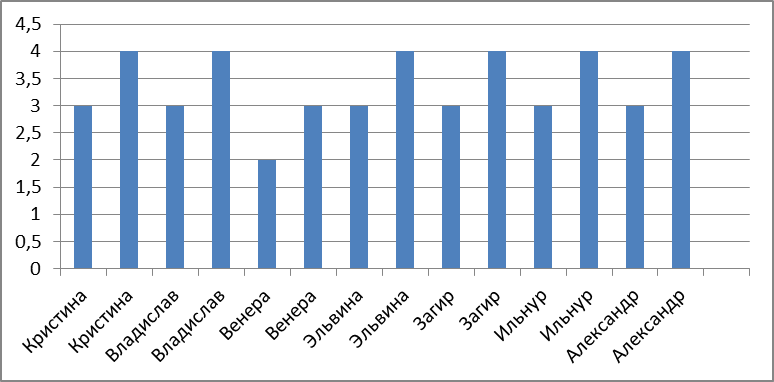 4,5
4
3,5
3
2,5
2
1,5
1
0,5
0
Кристина
Кристина
Владислав
Владислав
Венера
Венера
Эльвина
Эльвина
Загир
Загир
Ильнур
Ильнур
Александр
Александр